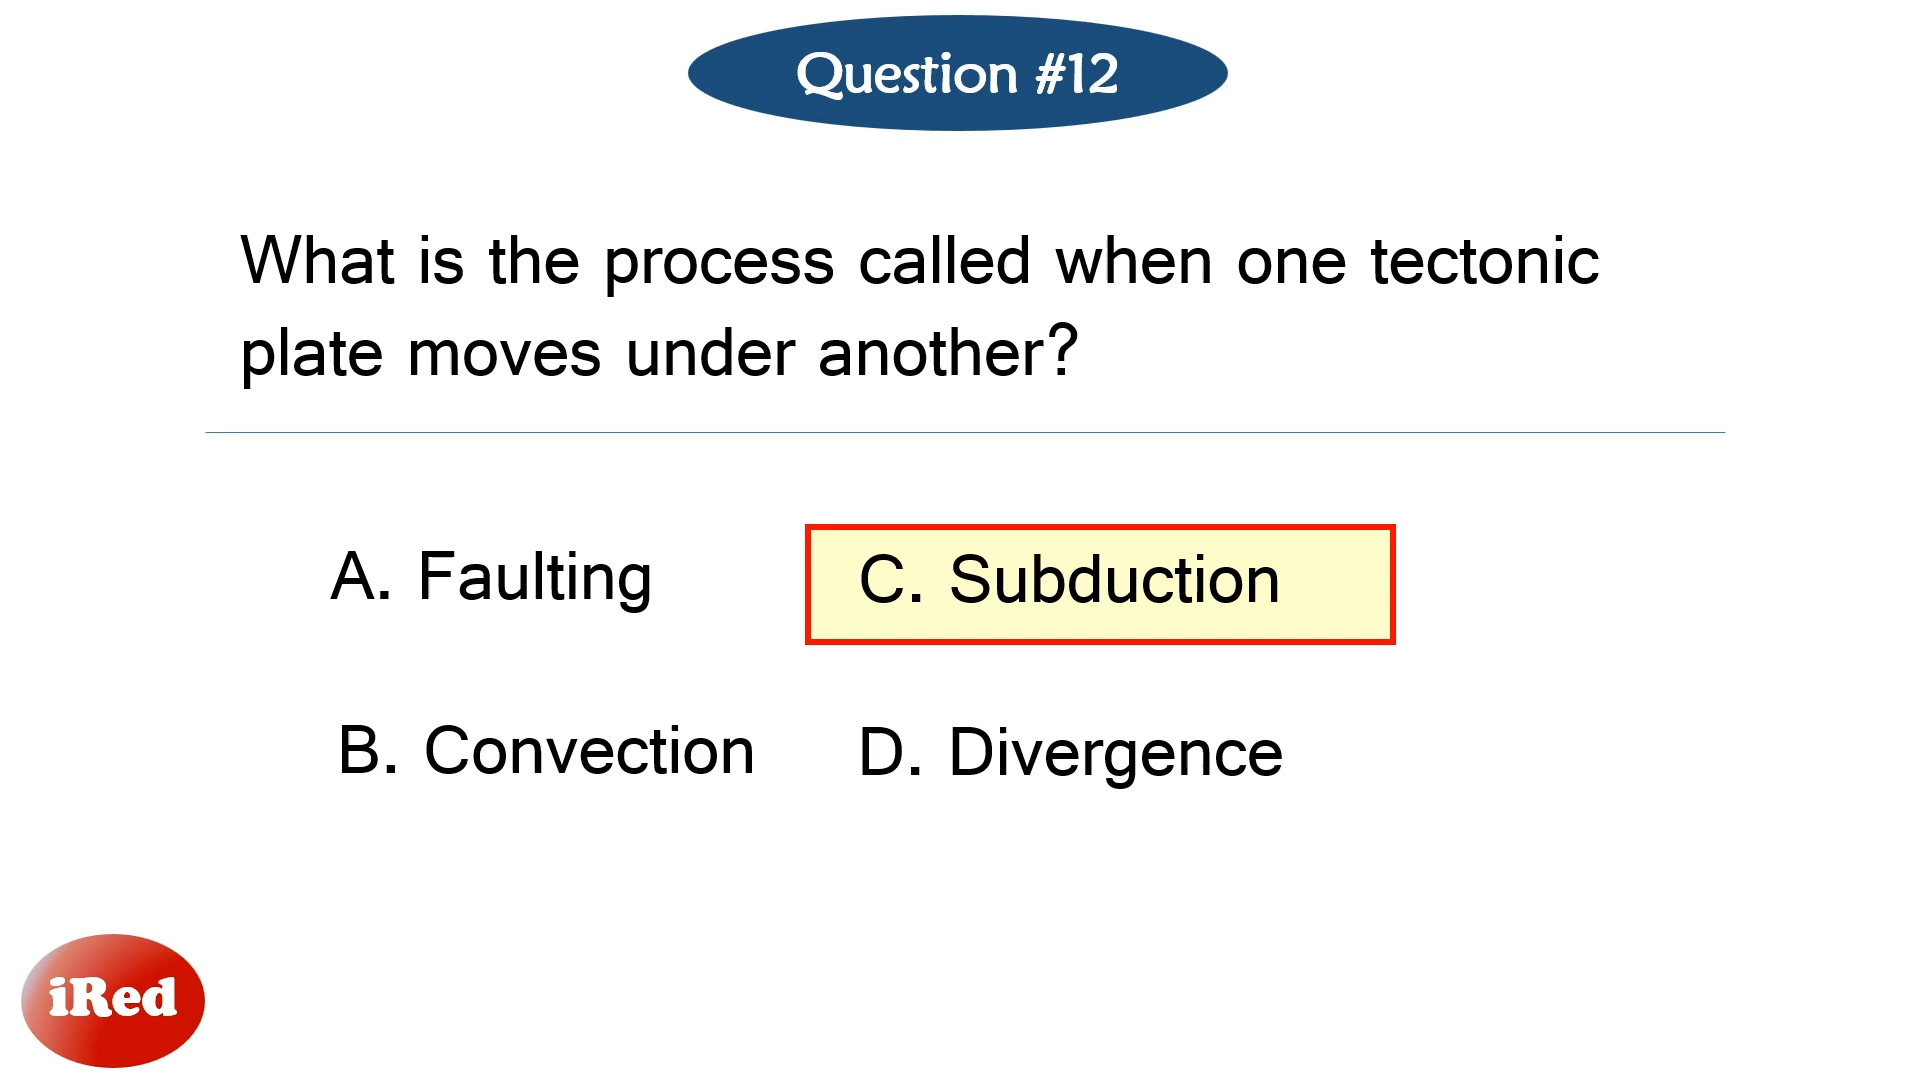 Question #12
What is the process called when one tectonic
plate moves under another?
A. Faulting
C. Subduction
B. Convection
D. Divergence
iRed